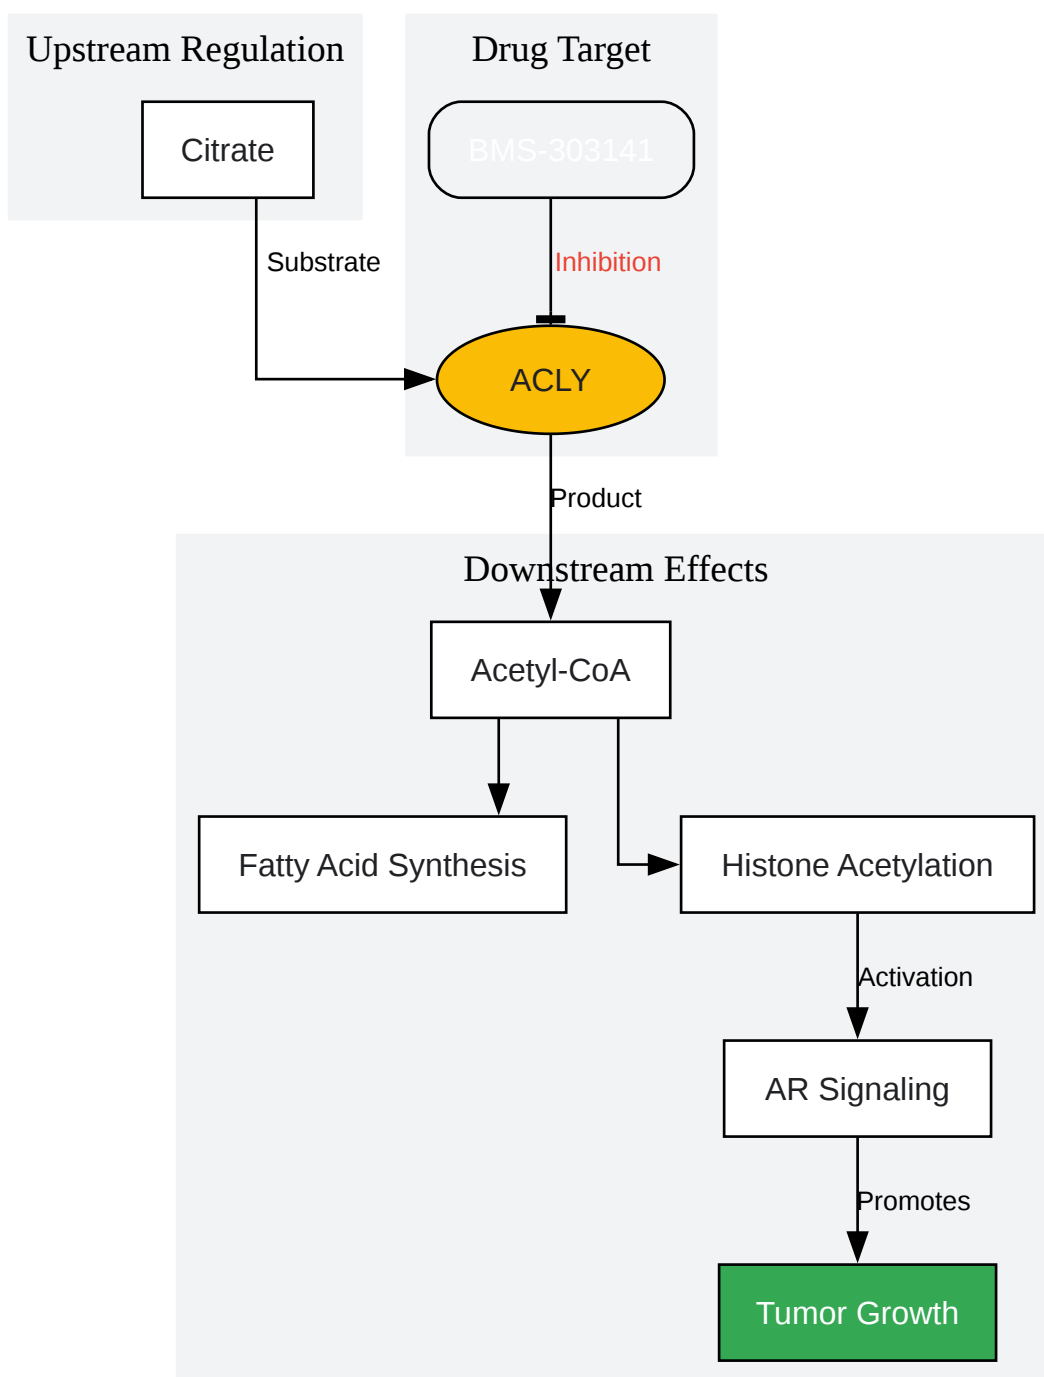 Upstream Regulation
Drug Target
Citrate
BMS-303141
Substrate
Inhibition
ACLY
Product
Downstream Effects
Acetyl-CoA
Fatty Acid Synthesis
Histone Acetylation
Activation
AR Signaling
Promotes
Tumor Growth